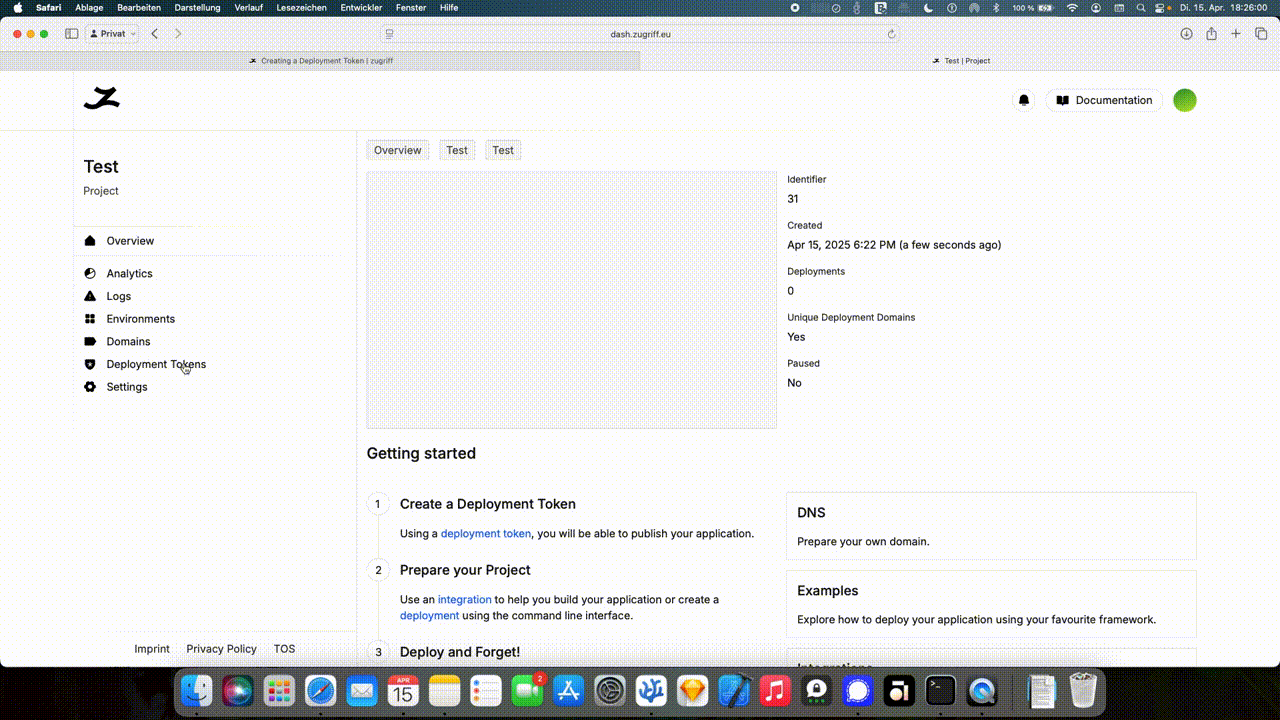 Safari Ablage Bearbeiten Darstellung Verlauf Lesezeichen Entwickler Fenster Hilfe 100 % Di. 15. Apr. 18:26:00
Privat dash.zugriff.eu
Creating a Deployment Token | zugriff Test | Project
Documentation
Test
Project
Overview
Analytics
Logs
Environments
Domains
Deployment Tokens
Settings
Imprint Privacy Policy TOS
Overview Test Test
Identifier
31
Created
Apr 15, 2025 6:22 PM (a few seconds ago)
Deployments
0
Unique Deployment Domains
Yes
Paused
No
Getting started
1 Create a Deployment Token
Using a deployment token, you will be able to publish your application.
2 Prepare your Project
Use an integration to help you build your application or create a
deployment using the command line interface.
3 Deploy and Forget!
DNS
Prepare your own domain.
Examples
Explore how to deploy your application using your favourite framework.
Integrations
APR
15
2